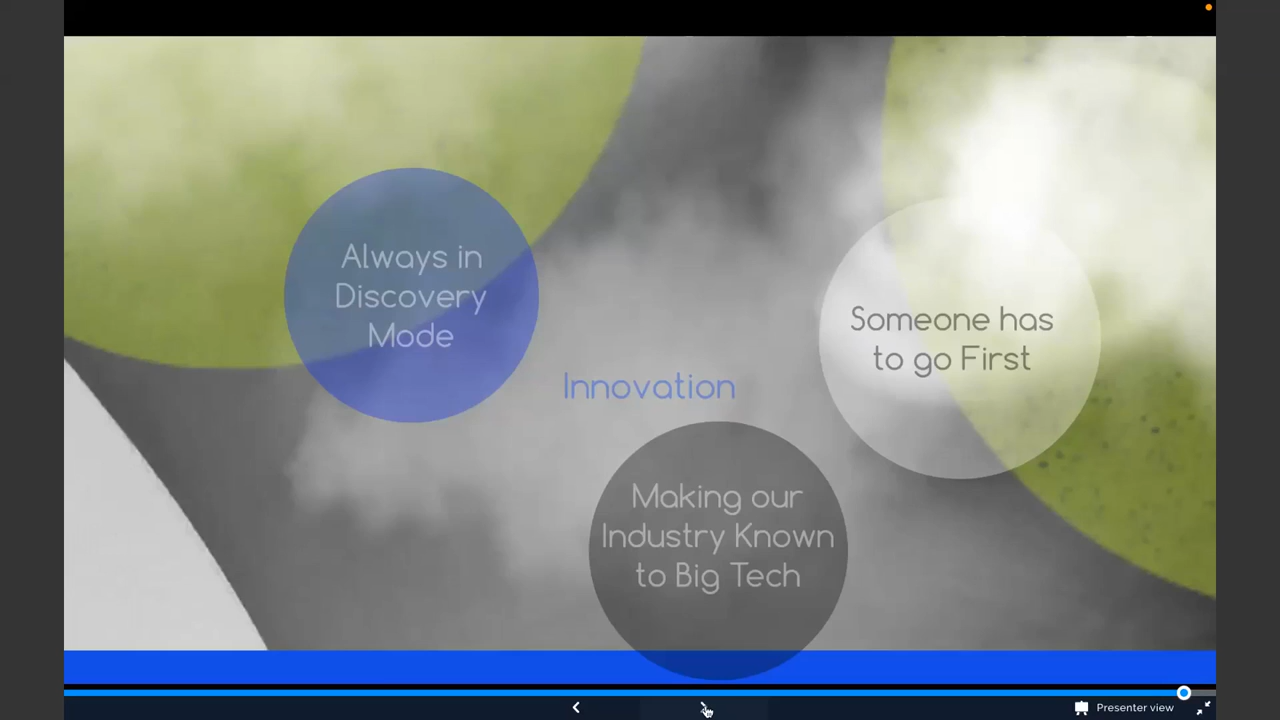 Always in
Discovery
Mode
Someone has
to go First
Innovation
Making our
Industry Known
to Big Tech
Presenter view